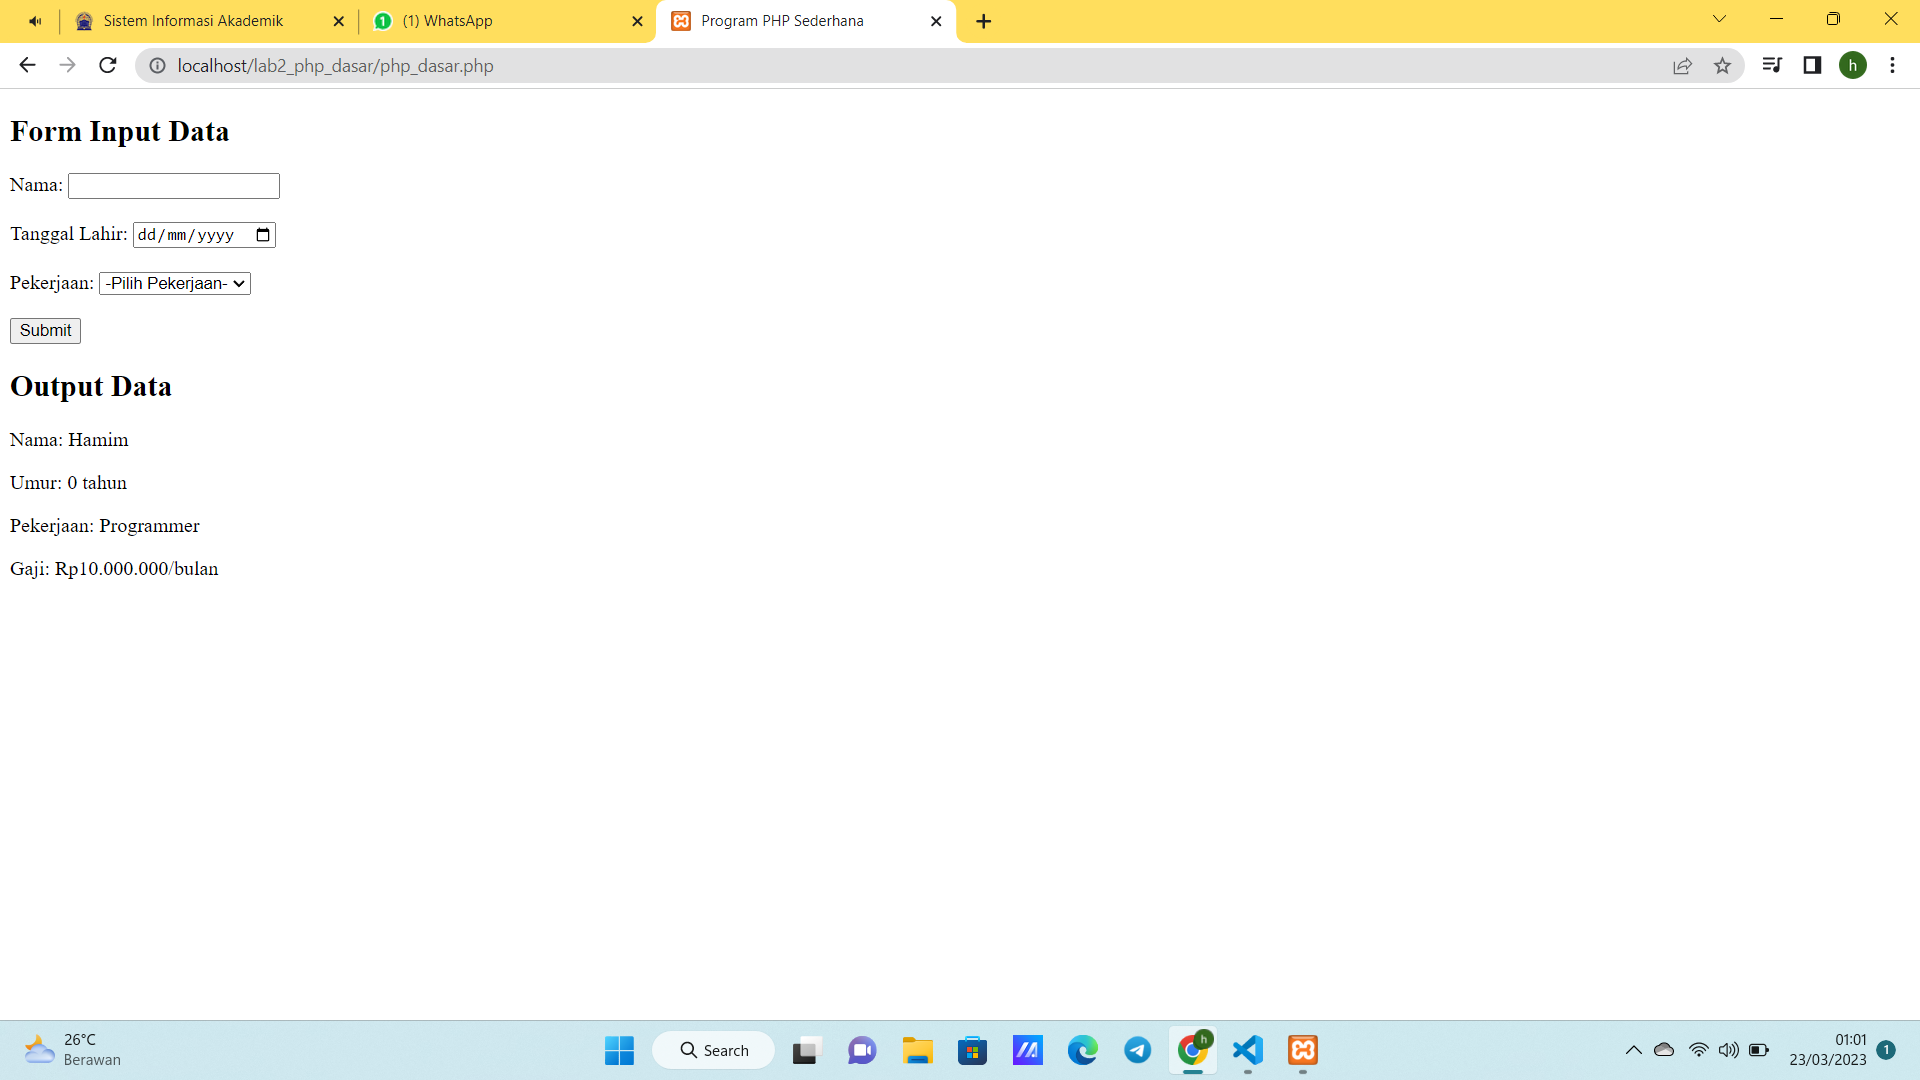 Sistem Informasi Akademik
1 (1) WhatsApp
Program PHP Sederhana
localhost/lab2_php_dasar/php_dasar.php
h
Form Input Data
Nama:
Tanggal Lahir: dd/mm/yyyy
Pekerjaan: -Pilih Pekerjaan-
Submit
Output Data
Nama: Hamim
Umur: 0 tahun
Pekerjaan: Programmer
Gaji: Rp10.000.000/bulan
26°C
Berawan
Search
h
01:01
23/03/2023
1